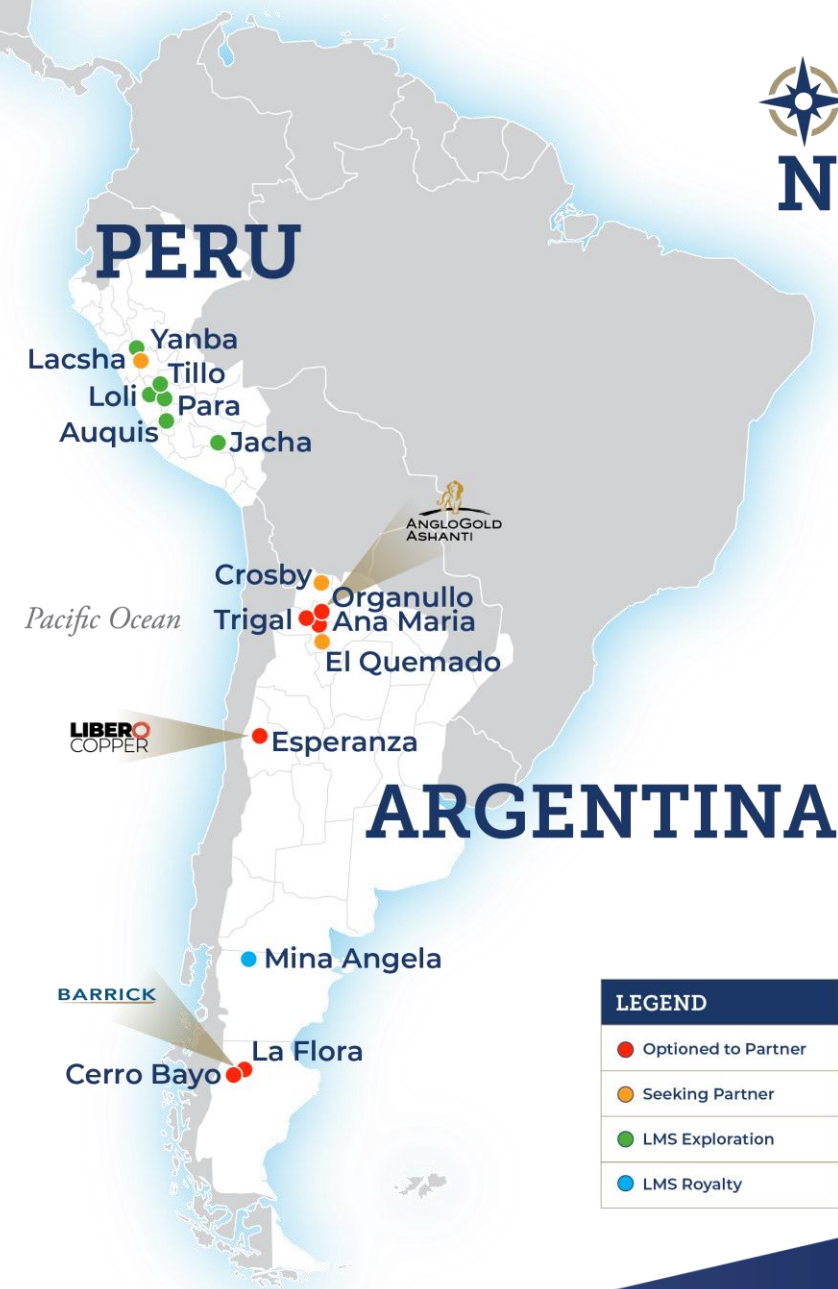 N
PERU
Yanba
Lacsha
Tillo
Loli
Para
Auquis
Jacha
ANGLOGOLD
ASHANTI
Crosby
Organullo
Pacific Ocean
Trigal
Ana Maria
El Quemado
LIBERO
COPPER
Esperanza
ARGENTINA
Mina Angela
BARRICK
La Flora
Cerro Bayo
LEGEND
Optioned to Partner
Seeking Partner
LMS Exploration
LMS Royalty